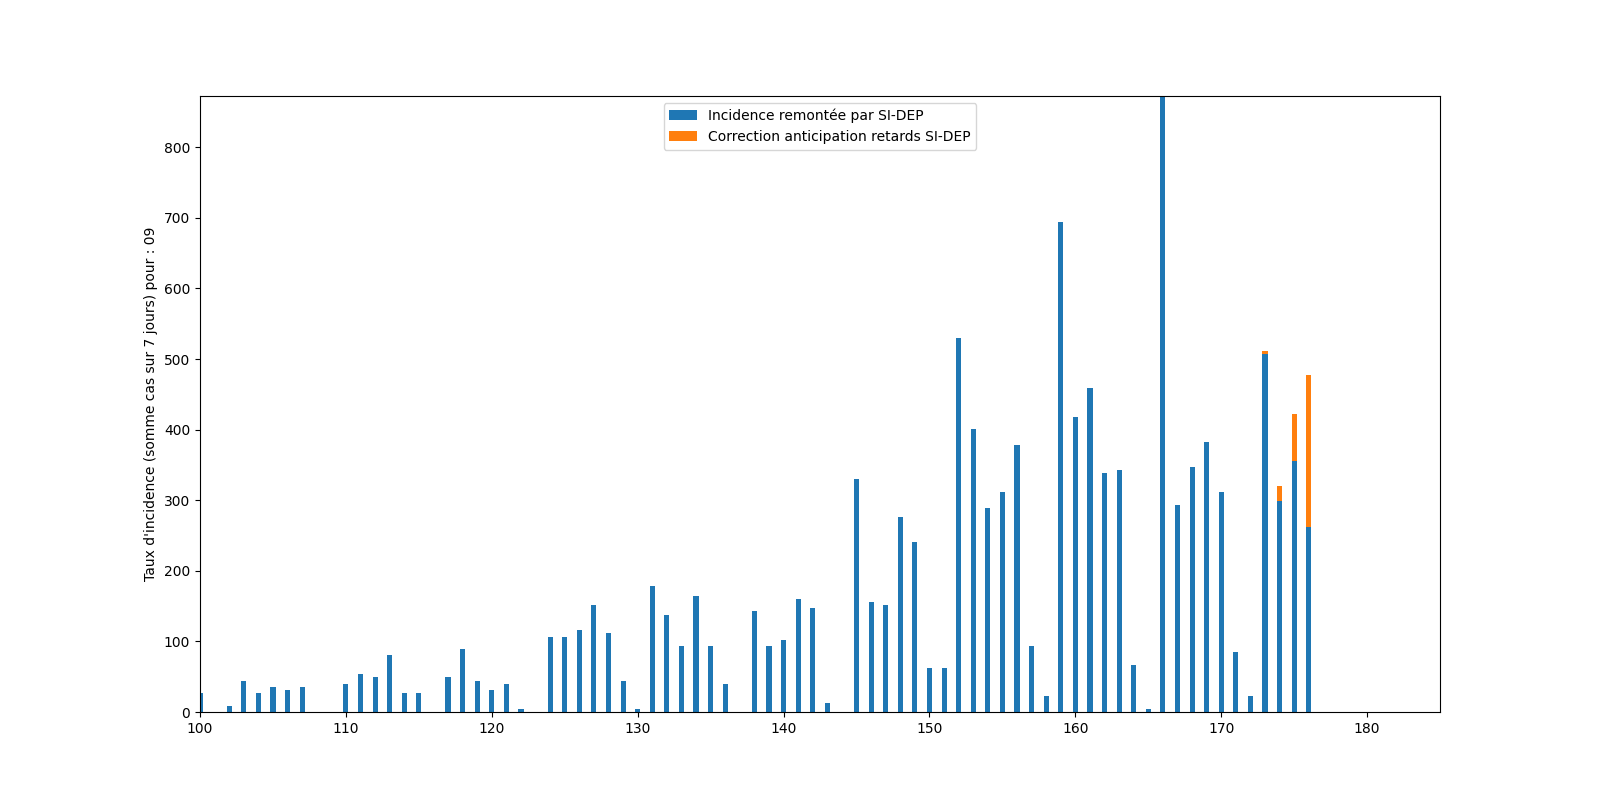 Incidence remontée par SI-DEP
Correction anticipation retards SI-DEP
Taux d'incidence (somme cas sur 7 jours) pour : 09
800
700
600
500
400
300
200
100
0
100 110 120 130 140 150 160 170 180